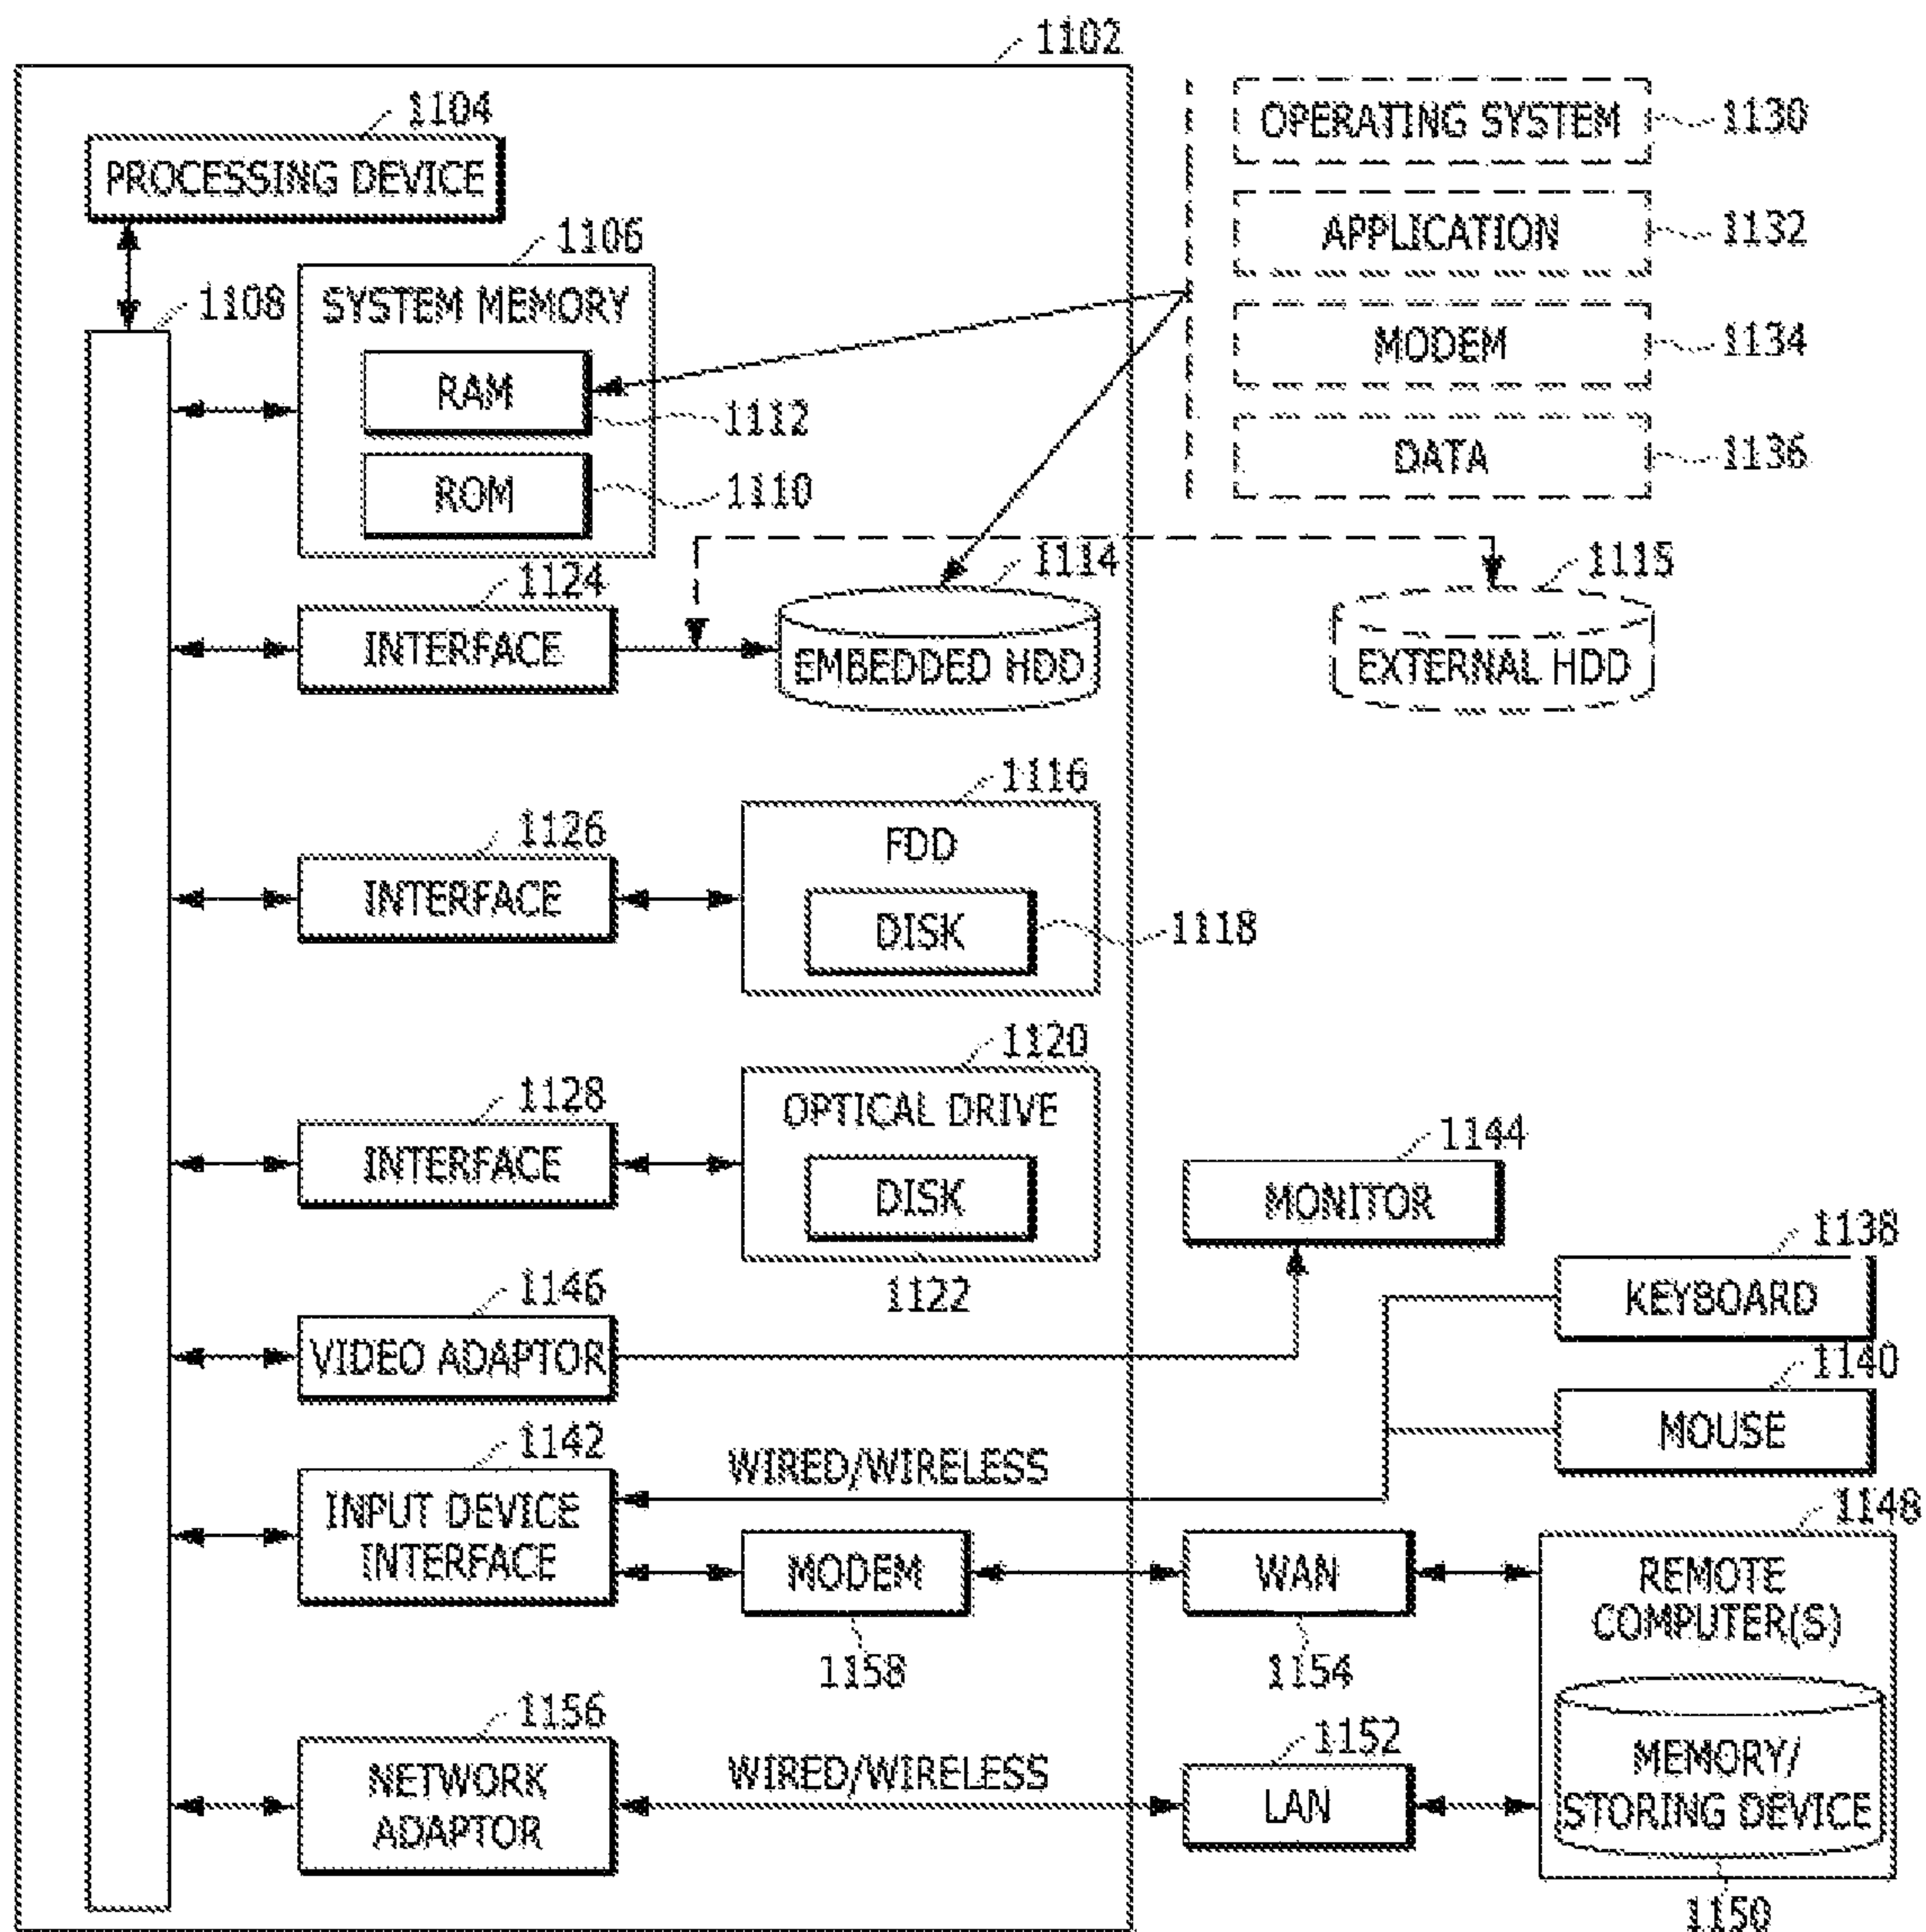 1102
1104
PROCESSING DEVICE
1106
SYSTEM MEMORY
1108
RAM
1112
ROM
1110
OPERATING SYSTEM
1130
APPLICATION
1132
MODEM
1134
DATA
1136
1124
INTERFACE
1114
EMBEDDED HDD
1115
EXTERNAL HDD
1126
INTERFACE
1116
FDD
DISK
1118
1128
INTERFACE
1120
OPTICAL DRIVE
DISK
1122
1144
MONITOR
1146
VIDEO ADAPTOR
1138
KEYBOARD
1140
MOUSE
1142
INPUT DEVICE
INTERFACE
WIRED/WIRELESS
MODEM
1158
WAN
1154
1148
REMOTE
COMPUTER(S)
MEMORY/
STORING DEVICE
1150
1156
NETWORK
ADAPTOR
WIRED/WIRELESS
1152
LAN